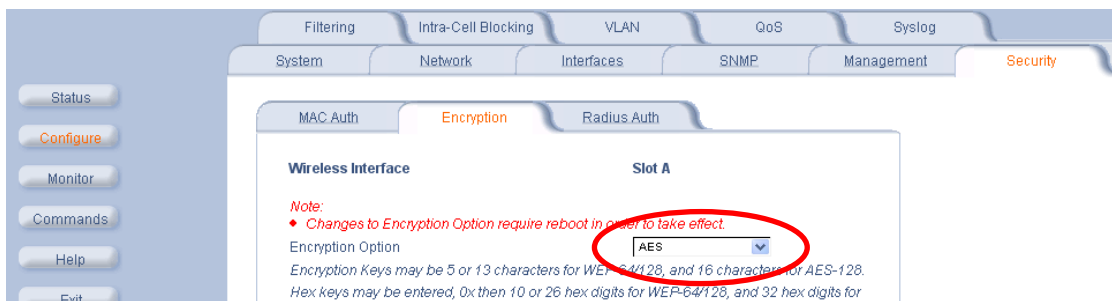 Filtering Intra-Cell Blocking VLAN QoS Syslog
System Network Interfaces SNMP Management Security
Status
Configure
Monitor
Commands
Help
Exit
MAC Auth Encryption Radius Auth
Wireless Interface Slot A
Note:
Changes to Encryption Option require reboot in order to take effect.
Encryption Option AES
Encryption Keys may be 5 or 13 characters for WEP-64/128, and 16 characters for AES-128.
Hex keys may be entered, 0x then 10 or 26 hex digits for WEP-64/128, and 32 hex digits for